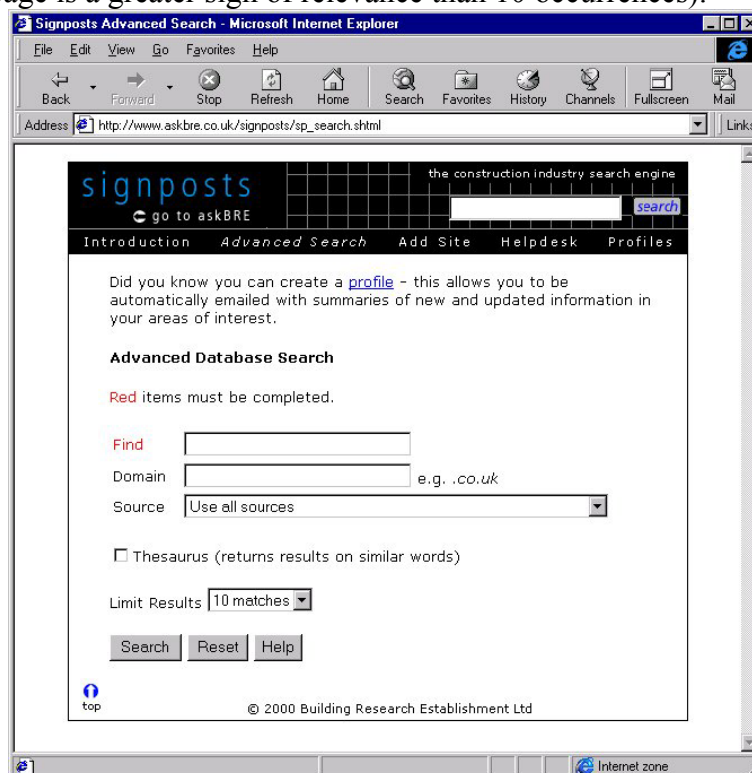 age is a greater sign of relevance than 10 occurrences).
Signposts Advanced Search - Microsoft Internet Explorer
File Edit View Go Favorites Help
Back Forward Stop Refresh Home Search Favorites History Channels Fullscreen Mail
Address http://www.askbre.co.uk/signposts/sp_search.shtml Links
signposts the construction industry search engine
go to askBRE search
Introduction Advanced Search Add Site Helpdesk Profiles
Did you know you can create a profile - this allows you to be
automatically emailed with summaries of new and updated information in
your areas of interest.
Advanced Database Search
Red items must be completed.
Find
Domain e.g. .co.uk
Source Use all sources
Thesaurus (returns results on similar words)
Limit Results 10 matches
Search Reset Help
top © 2000 Building Research Establishment Ltd
Internet zone